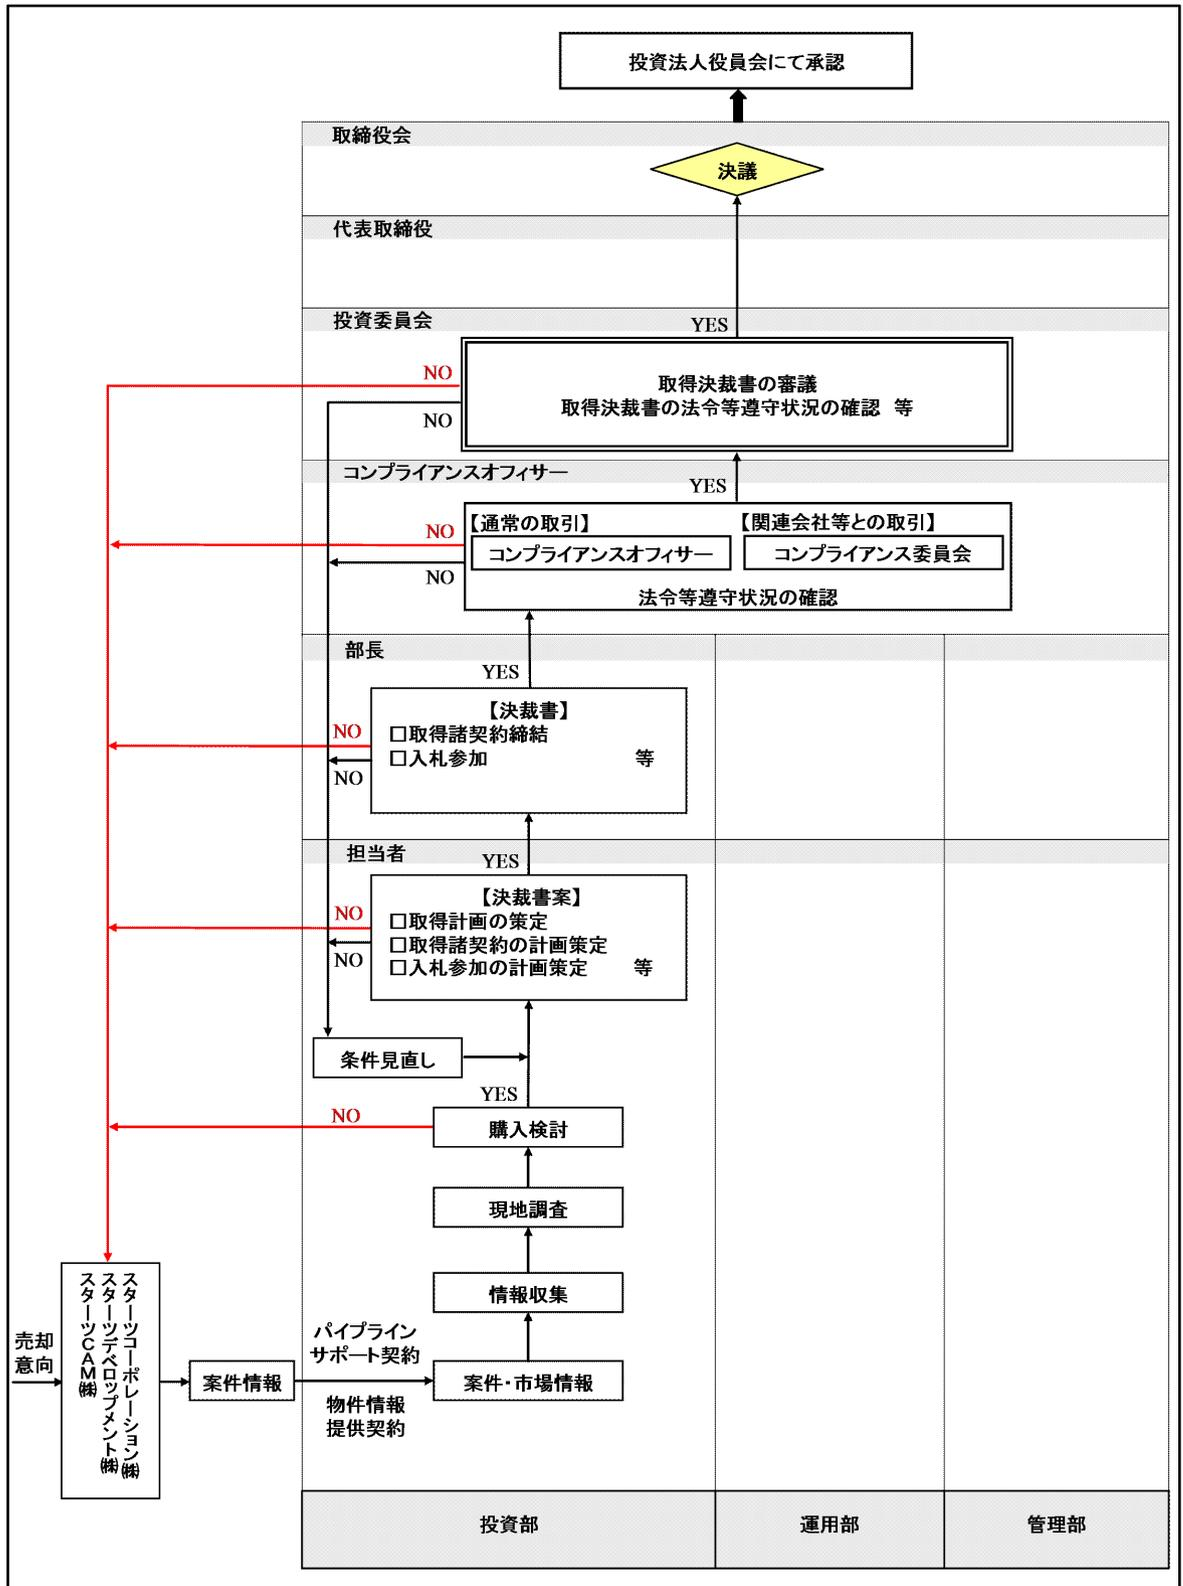 投資法人役員会にて承認
取締役会
決議
代表取締役
投資委員会
YES
NO
取得決裁書の審議
取得決裁書の法令等遵守状況の確認 等
NO
コンプライアンスオフィサー
YES
【通常の取引】
【関連会社等との取引】
NO
コンプライアンスオフィサー
コンプライアンス委員会
NO
法令等遵守状況の確認
部長
YES
【決裁書】
NO
□取得諸契約締結
□入札参加 等
NO
担当者
YES
【決裁書案】
NO
□取得計画の策定
□取得諸契約の計画策定
NO
□入札参加の計画策定 等
条件見直し
YES
NO
購入検討
現地調査
情報収集
売却
意向
スターツコーポレーション㈱
スターツデベロップメント㈱
スターツCAM㈱
案件情報
パイプライン
サポート契約
物件情報
提供契約
案件・市場情報
投資部
運用部
管理部